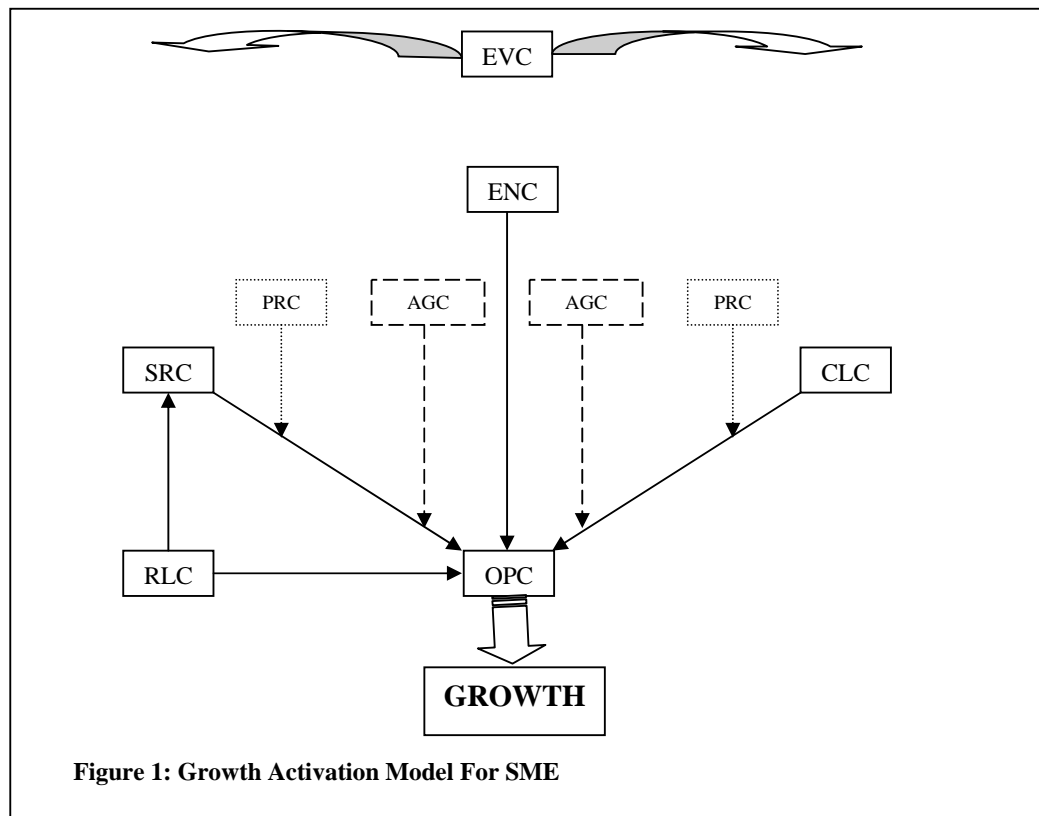 EVC
ENC
PRC
AGC
AGC
PRC
SRC
CLC
RLC
OPC
GROWTH
Figure 1: Growth Activation Model For SME